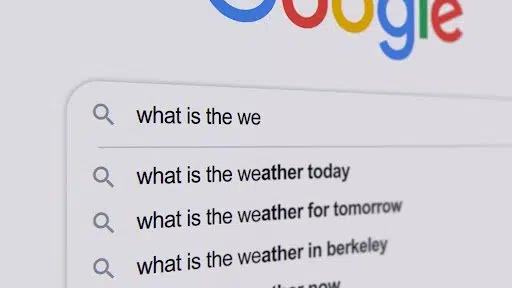 Google
what is the we
what is the weather today
what is the weather for tomorrow
what is the weather in berkeley
now